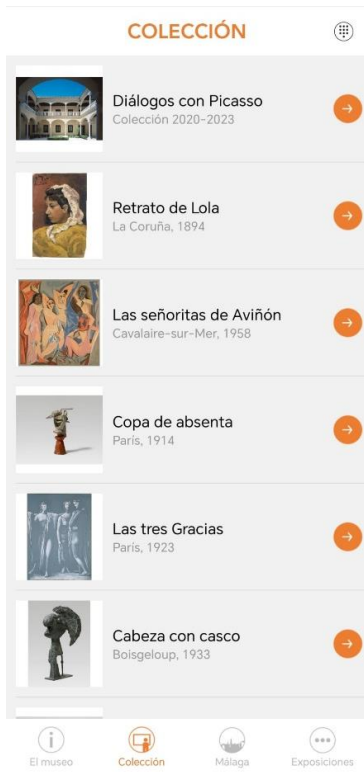 COLECCIÓN
Diálogos con Picasso
Colección 2020-2023
Retrato de Lola
La Coruña, 1894
Las señoritas de Aviñón
Cavalaire-sur-Mer, 1958
Copa de absenta
París, 1914
Las tres Gracias
París, 1923
Cabeza con casco
Boisgeloup, 1933
El museo
Colección
Málaga
Exposiciones